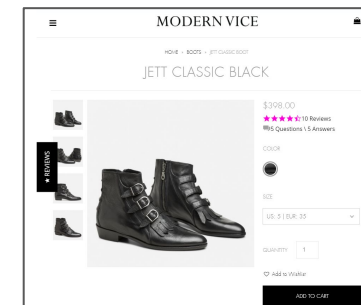 MODERN VICE
HOME • BOOTS • JETT CLASSIC BOOT
JETT CLASSIC BLACK
$398.00
10 Reviews
5 Questions \ 5 Answers
★ REVIEWS
COLOR
SIZE
US: 5 | EUR: 35
QUANTITY 1
Add to Wishlist
ADD TO CART